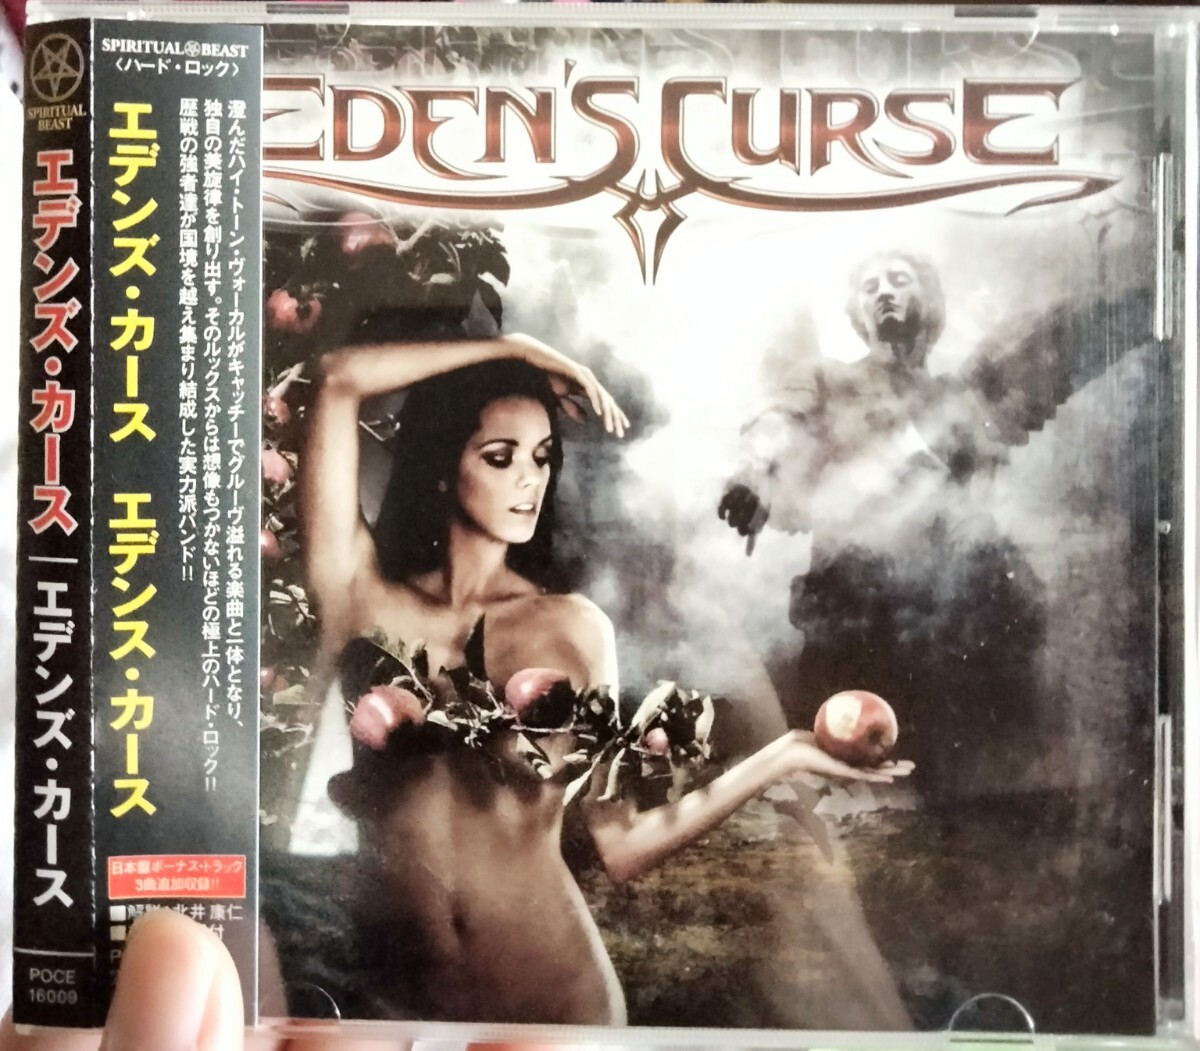 SPIRITUAL
BEAST
エデンズ・カース
エデンズ・カース
POCE
16009
SPIRITUAL BEAST
〈ハード・ロック〉
澄んだハイ・トーン・ヴォーカルがキャッチーでグルーヴ溢れる楽曲と一体となり、
独自の美旋律を創り出す。そのルックスからは想像もつかないほどの極上のハード・ロック!!
歴戦の強者達が国境を越え集まり結成した実力派バンド!!
エデンズ・カース エデンス・カース
日本盤ボーナス・トラック
3曲追加収録!!
北井 康仁
付
EDEN'S CURSE